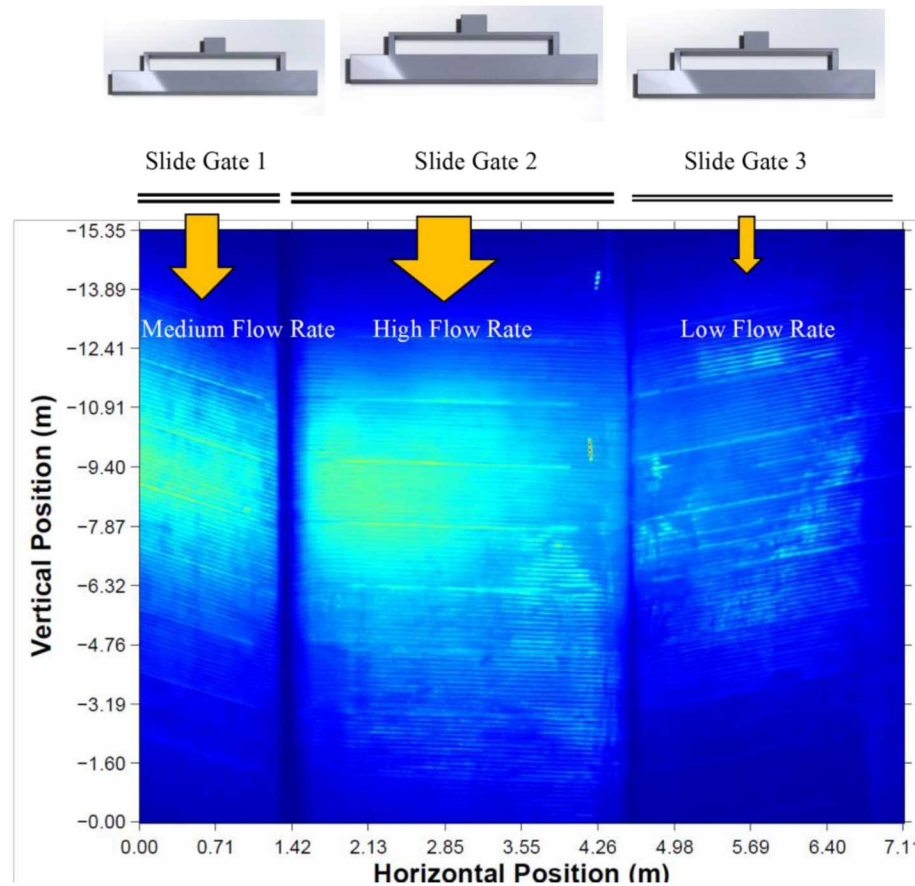 Slide Gate 1
Slide Gate 2
Slide Gate 3
−15.35
−13.89
Medium Flow Rate
High Flow Rate
Low Flow Rate
−12.41
−10.91
−9.40
−7.87
−6.32
−4.76
−3.19
−1.60
−0.00
Vertical Position (m)
0.00 0.71 1.42 2.13 2.85 3.55 4.26 4.98 5.69 6.40 7.11
Horizontal Position (m)